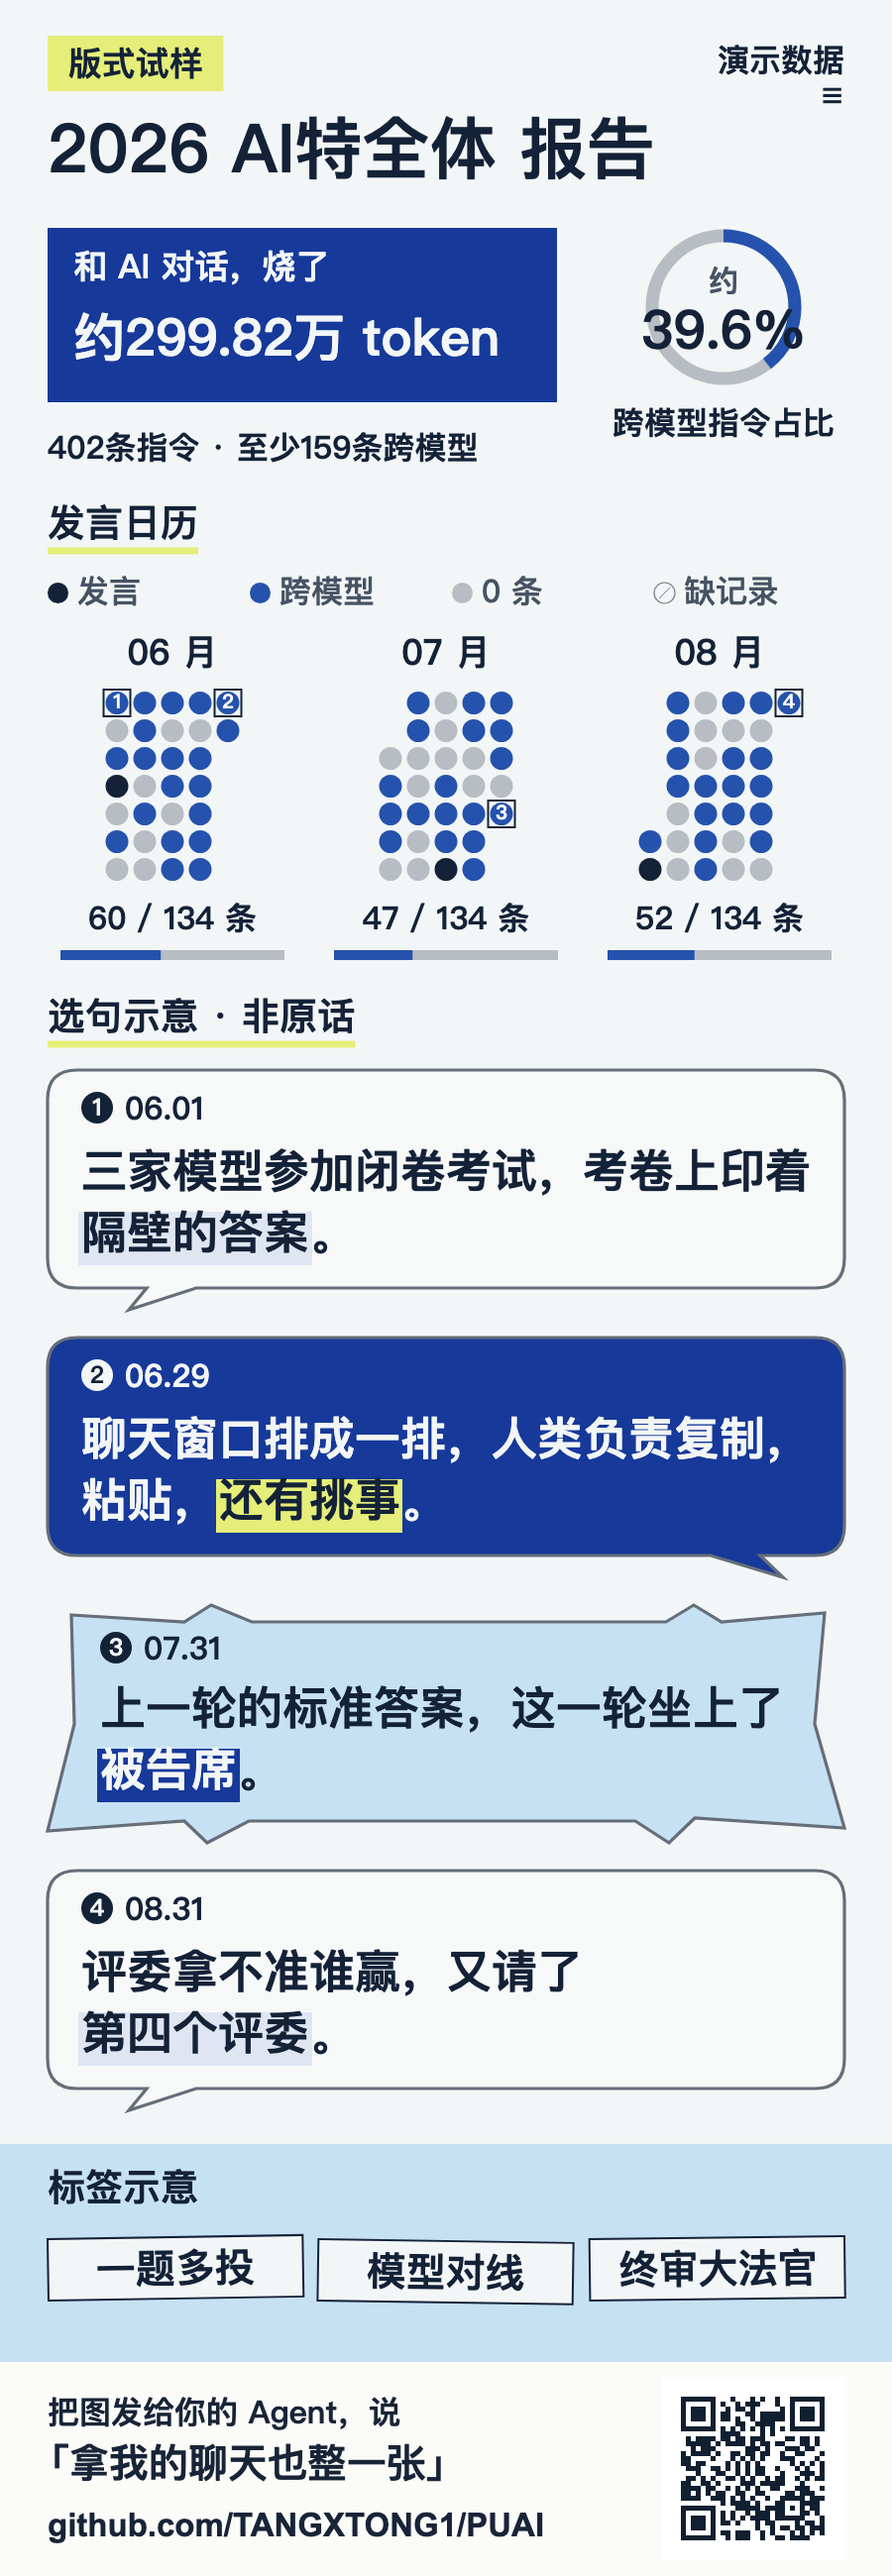 版式试样
演示数据
2026 AI特全体 报告
和 AI 对话，烧了
约299.82万 token
约
39.6%
跨模型指令占比
402条指令 · 至少159条跨模型
发言日历
发言
跨模型
0 条
缺记录
06 月
07 月
08 月
1
2
3
4
60 / 134 条
47 / 134 条
52 / 134 条
选句示意 · 非原话
1 06.01
三家模型参加闭卷考试，考卷上印着
隔壁的答案。
2 06.29
聊天窗口排成一排，人类负责复制，
粘贴，还有挑事。
3 07.31
上一轮的标准答案，这一轮坐上了
被告席。
4 08.31
评委拿不准谁赢，又请了
第四个评委。
标签示意
一题多投
模型对线
终审大法官
把图发给你的 Agent，说
「拿我的聊天也整一张」
github.com/TANGXTONG1/PUAI